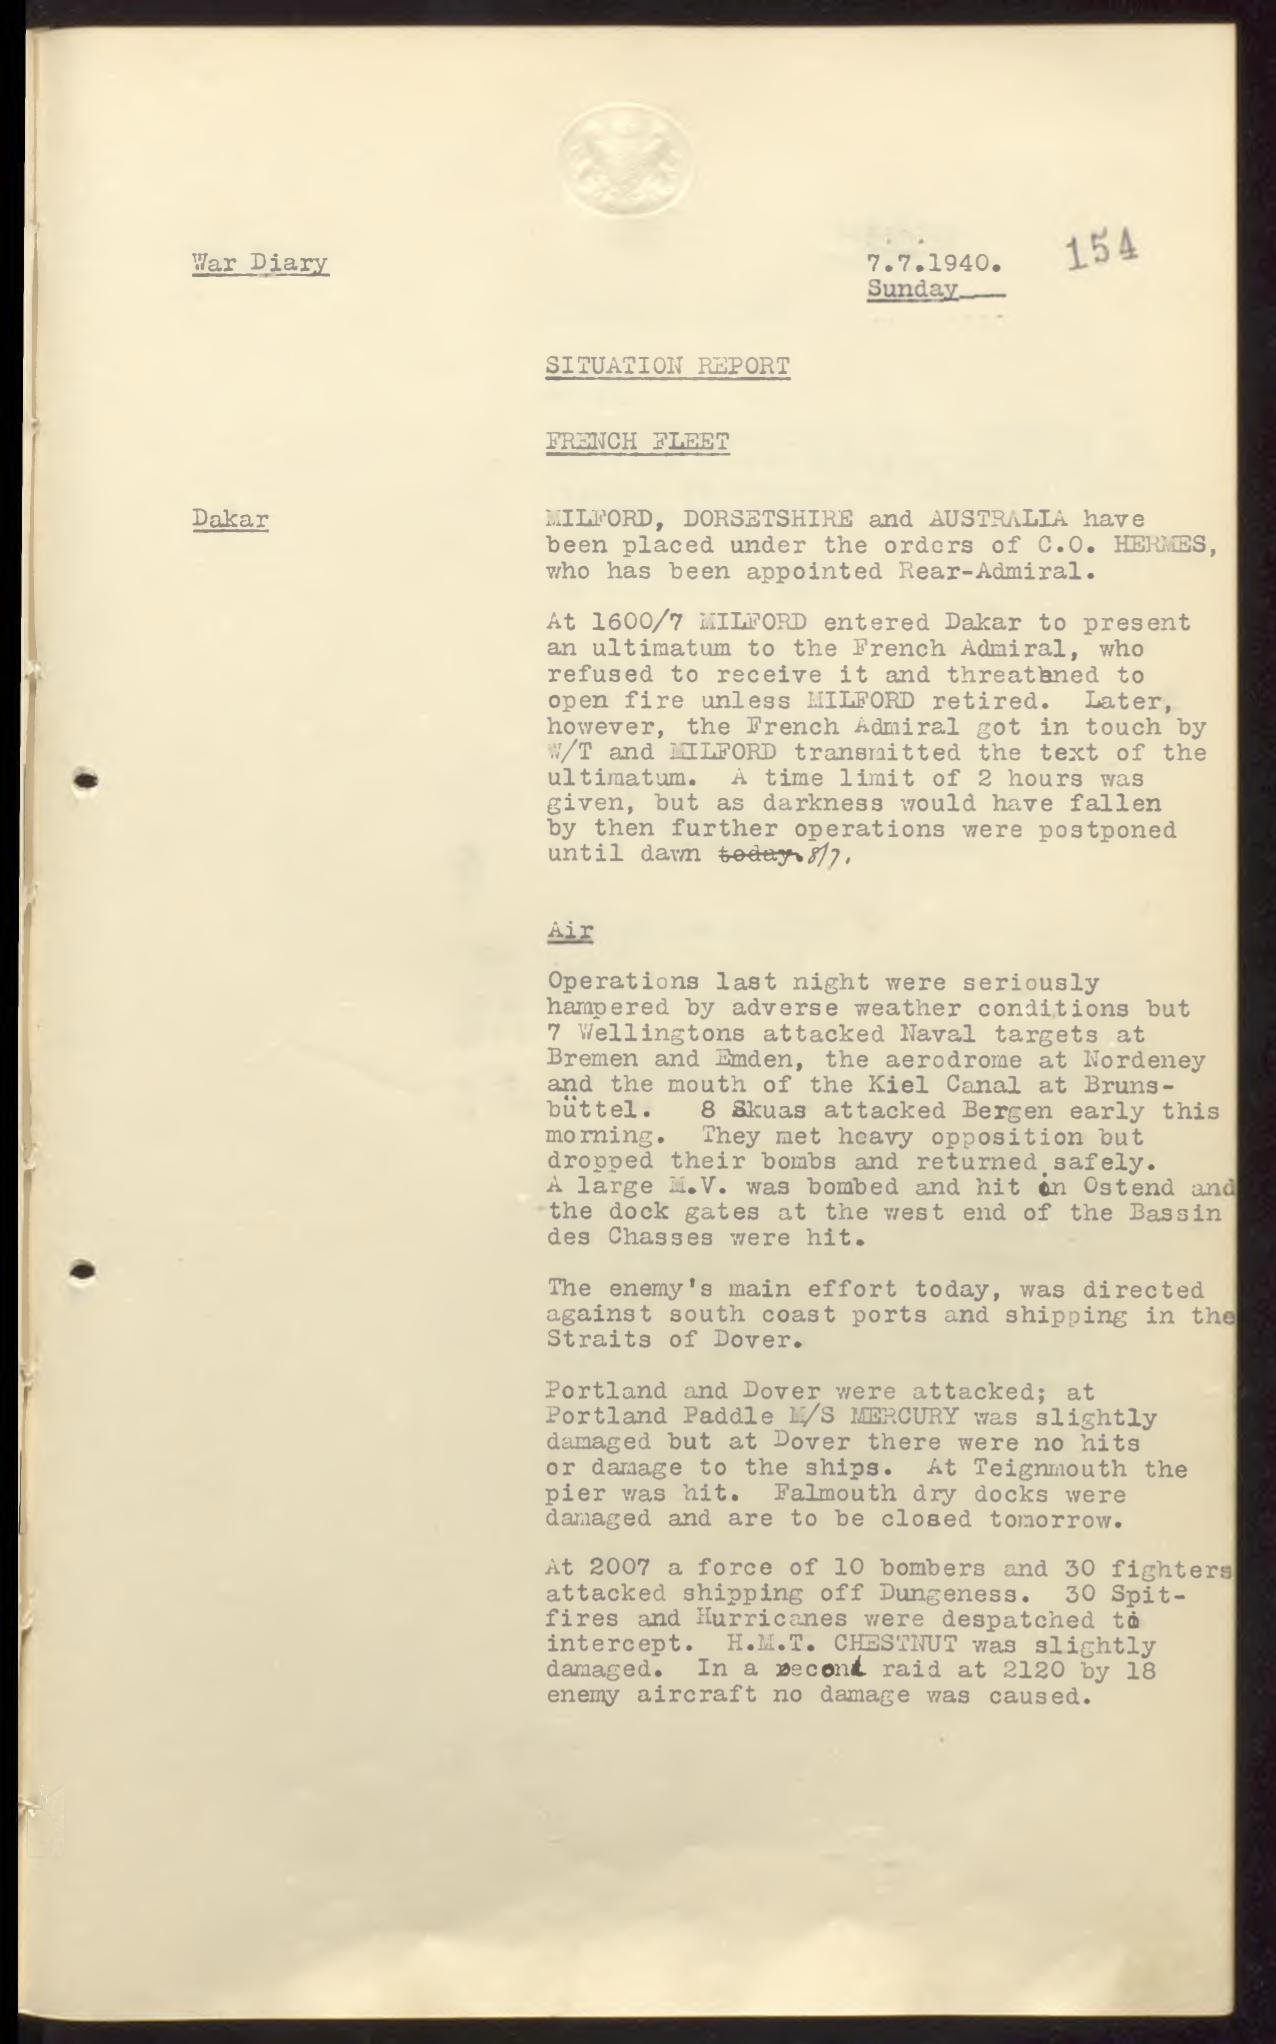 War Diary
7.7.1940.
154
Sunday
SITUATION REPORT
FRENCH FLEET
Dakar
MILFORD, DORSETSHIRE and AUSTRALIA have
been placed under the orders of C.O. HERMES,
who has been appointed Rear-Admiral.
At 1600/7 MILFORD entered Dakar to present
an ultimatum to the French Admiral, who
refused to receive it and threatened to
open fire unless MILFORD retired. Later,
however, the French Admiral got in touch by
W/T and MILFORD transmitted the text of the
ultimatum. A time limit of 2 hours was
given, but as darkness would have fallen
by then further operations were postponed
until dawn today. 8/7.
Air
Operations last night were seriously
hampered by adverse weather conditions but
7 Wellingtons attacked Naval targets at
Bremen and Emden, the aerodrome at Nordeney
and the mouth of the Kiel Canal at Bruns-
büttel. 8 Skuas attacked Bergen early this
morning. They met heavy opposition but
dropped their bombs and returned safely.
A large M.V. was bombed and hit in Ostend and
the dock gates at the west end of the Bassin
des Chasses were hit.
The enemy's main effort today, was directed
against south coast ports and shipping in the
Straits of Dover.
Portland and Dover were attacked; at
Portland Paddle M/S MERCURY was slightly
damaged but at Dover there were no hits
or damage to the ships. At Teignmouth the
pier was hit. Falmouth dry docks were
damaged and are to be closed tomorrow.
At 2007 a force of 10 bombers and 30 fighters
attacked shipping off Dungeness. 30 Spit-
fires and Hurricanes were despatched to
intercept. H.M.T. CHESTNUT was slightly
damaged. In a second raid at 2120 by 18
enemy aircraft no damage was caused.